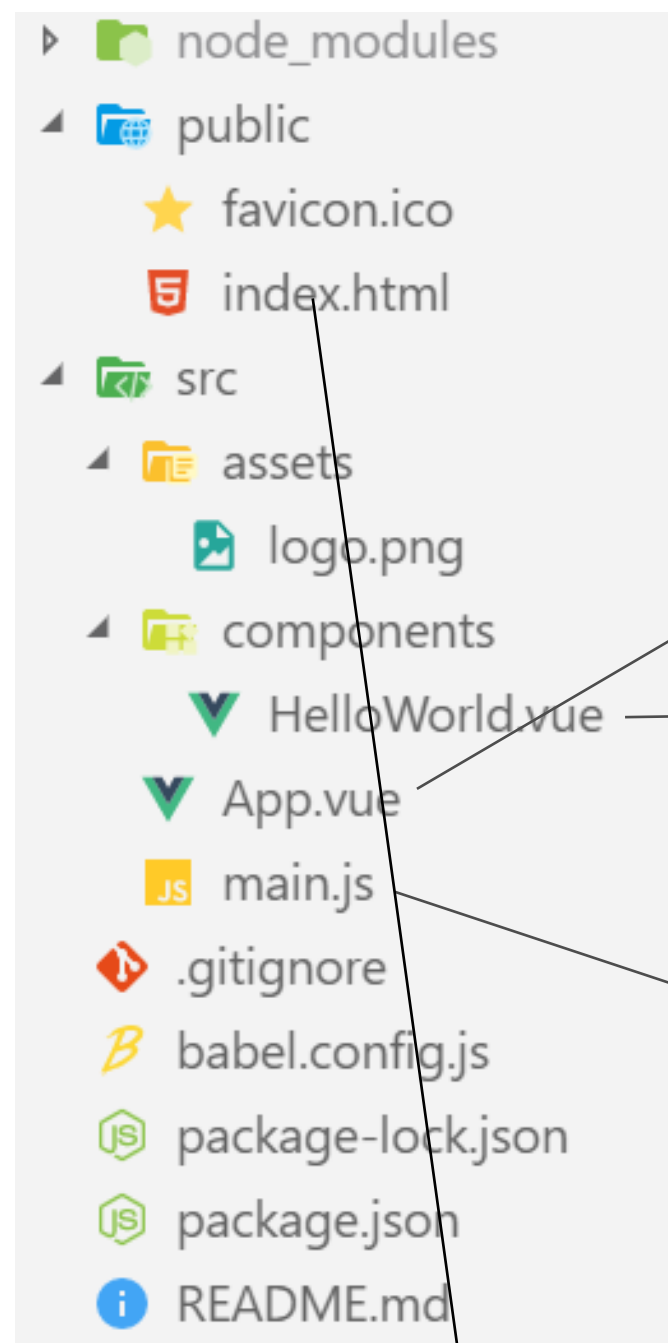 node_modules
public
favicon.ico
index.html
src
assets
logo.png
components
HelloWorld.vue
App.vue
main.js
.gitignore
babel.config.js
package-lock.json
package.json
README.md